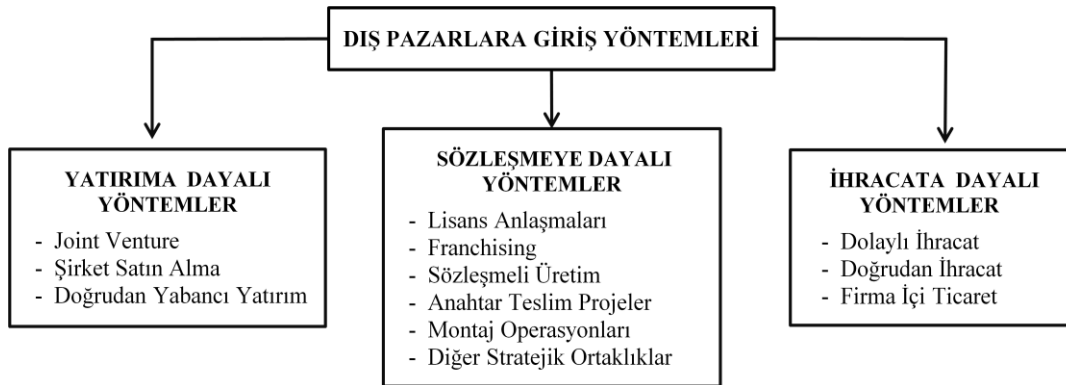 DIŞ PAZARLARA GİRİŞ YÖNTEMLERİ
YATIRIMA DAYALI
YÖNTEMLER
- Joint Venture
- Şirket Satın Alma
- Doğrudan Yabancı Yatırım
SÖZLEŞMEYE DAYALI
YÖNTEMLER
- Lisans Anlaşmaları
- Franchising
- Sözleşmeli Üretim
- Anahtar Teslim Projeler
- Montaj Operasyonları
- Diğer Stratejik Ortaklıklar
İHRACATA DAYALI
YÖNTEMLER
- Dolaylı İhracat
- Doğrudan İhracat
- Firma İçi Ticaret